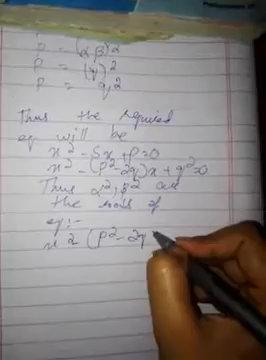 P = (αβ)²
P = (q)²
P = q²
Thus the required
eq will be
x² - Sx + P = 0
x² - (P² - 2q)x + q² = 0
Thus α², β² are
the roots of
eq :-
x² (P² - 2q